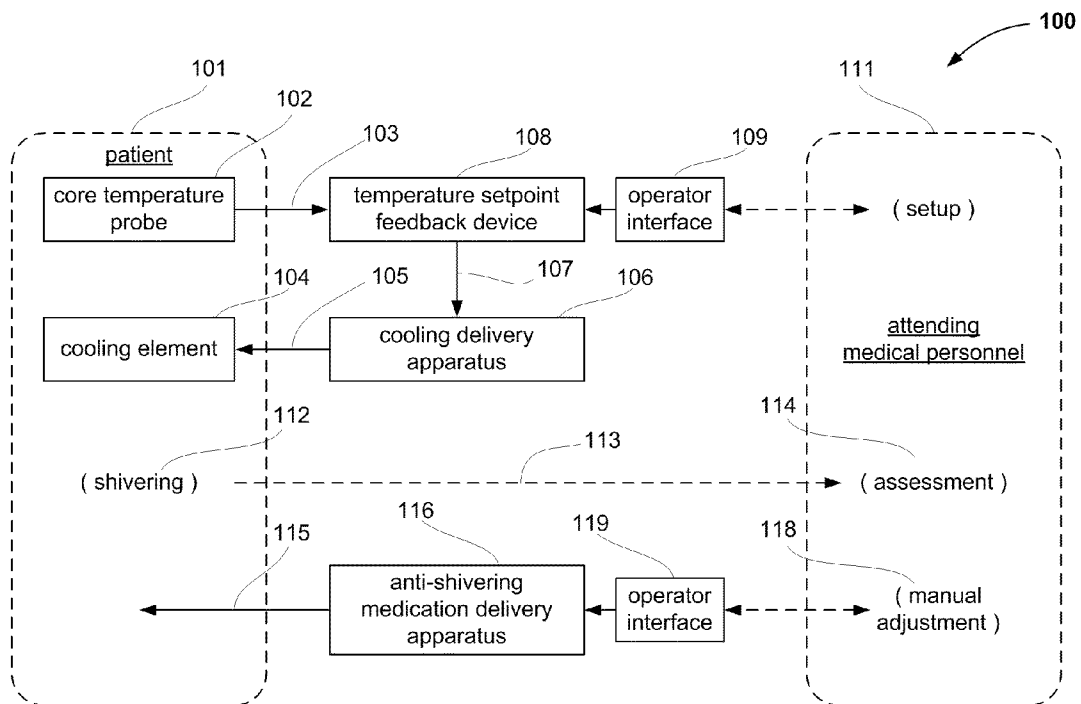 100
101
111
102
103
108
109
patient
core temperature
probe
temperature setpoint
feedback device
operator
interface
( setup )
107
104
105
106
cooling element
cooling delivery
apparatus
attending
medical personnel
112
113
114
( shivering )
( assessment )
115
116
119
118
anti-shivering
medication delivery
apparatus
operator
interface
( manual
adjustment )